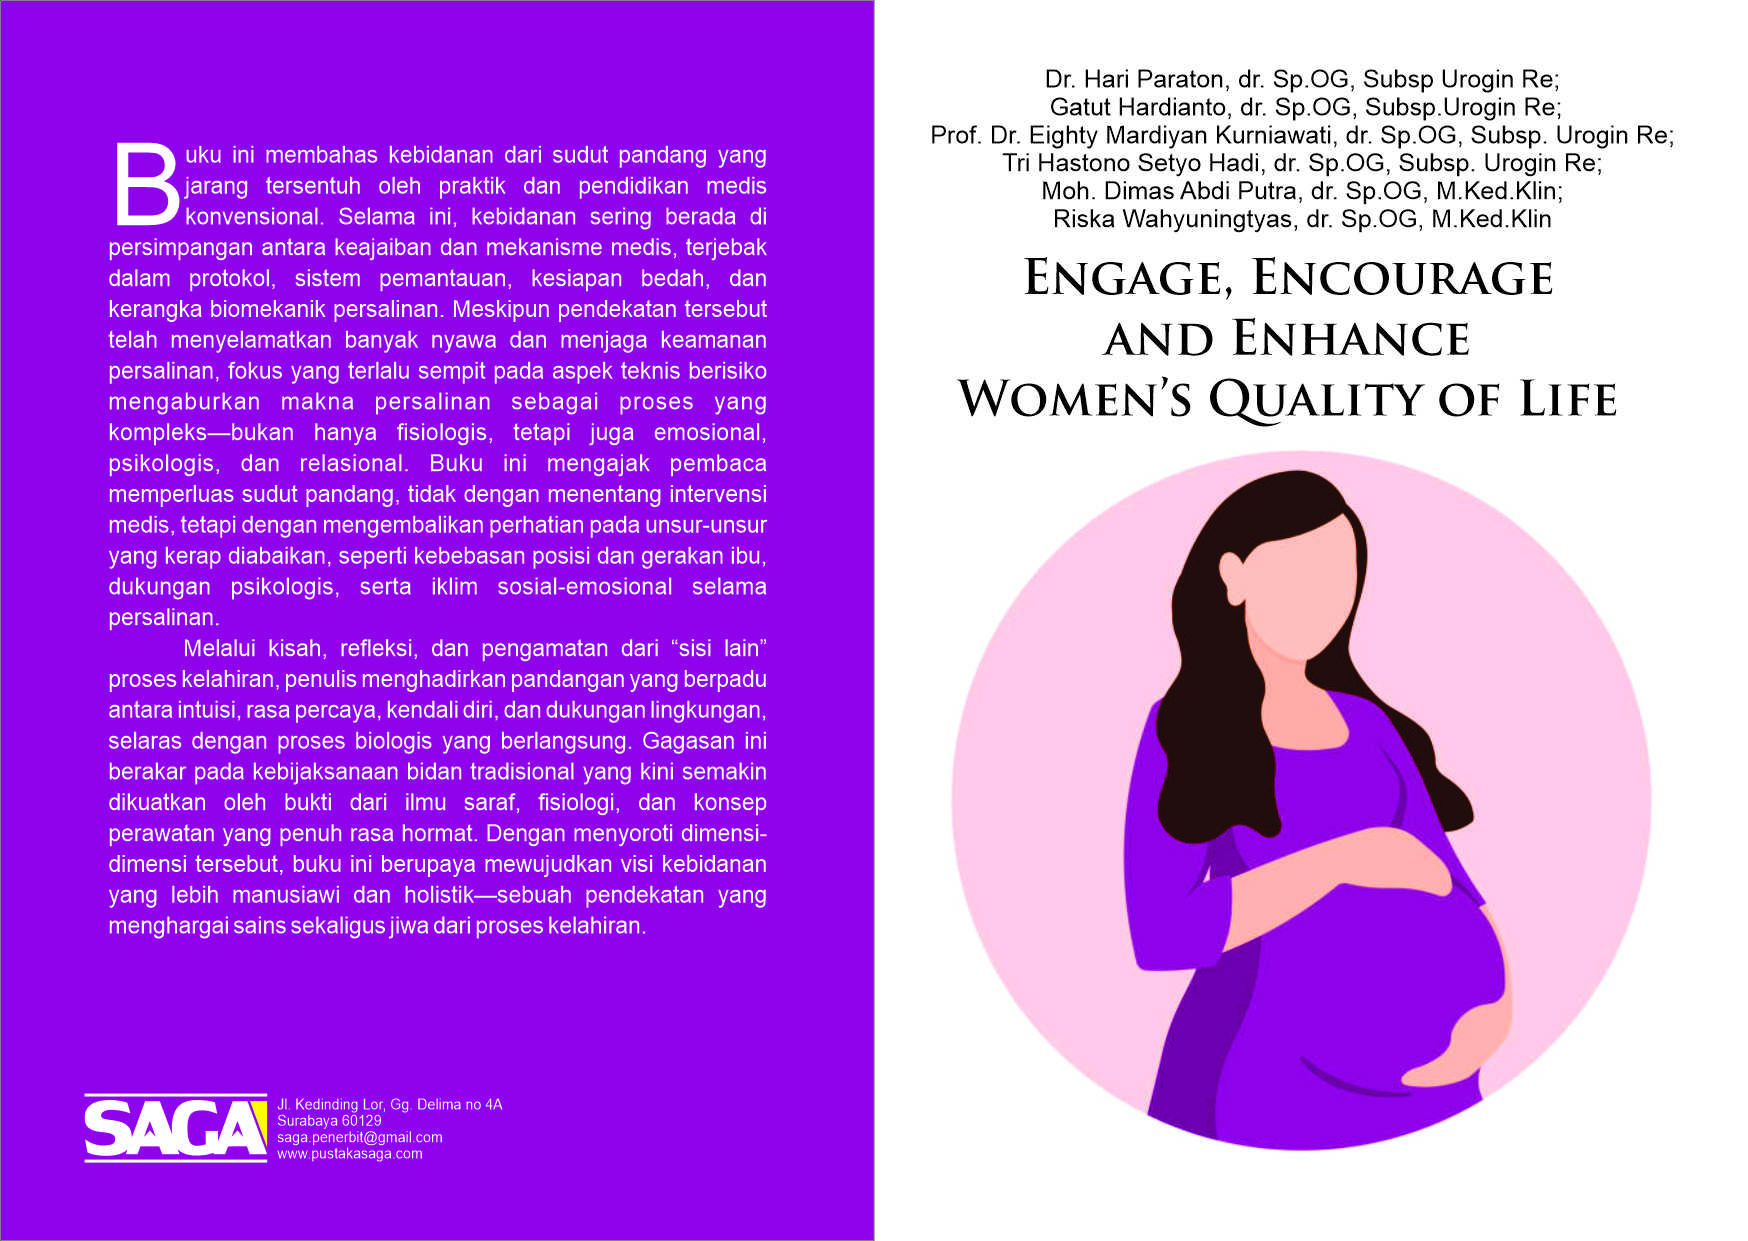 Buku ini membahas kebidanan dari sudut pandang yang
jarang tersentuh oleh praktik dan pendidikan medis
konvensional. Selama ini, kebidanan sering berada di
persimpangan antara keajaiban dan mekanisme medis, terjebak
dalam protokol, sistem pemantauan, kesiapan bedah, dan
kerangka biomekanik persalinan. Meskipun pendekatan tersebut
telah menyelamatkan banyak nyawa dan menjaga keamanan
persalinan, fokus yang terlalu sempit pada aspek teknis berisiko
mengaburkan makna persalinan sebagai proses yang
kompleks—bukan hanya fisiologis, tetapi juga emosional,
psikologis, dan relasional. Buku ini mengajak pembaca
memperluas sudut pandang, tidak dengan menentang intervensi
medis, tetapi dengan mengembalikan perhatian pada unsur-unsur
yang kerap diabaikan, seperti kebebasan posisi dan gerakan ibu,
dukungan psikologis, serta iklim sosial-emosional selama
persalinan.
Melalui kisah, refleksi, dan pengamatan dari “sisi lain”
proses kelahiran, penulis menghadirkan pandangan yang berpadu
antara intuisi, rasa percaya, kendali diri, dan dukungan lingkungan,
selaras dengan proses biologis yang berlangsung. Gagasan ini
berakar pada kebijaksanaan bidan tradisional yang kini semakin
dikuatkan oleh bukti dari ilmu saraf, fisiologi, dan konsep
perawatan yang penuh rasa hormat. Dengan menyoroti dimensi-
dimensi tersebut, buku ini berupaya mewujudkan visi kebidanan
yang lebih manusiawi dan holistik—sebuah pendekatan yang
menghargai sains sekaligus jiwa dari proses kelahiran.
SAGA
Jl. Kedinding Lor, Gg. Delima no 4A
Surabaya 60129
saga.penerbit@gmail.com
www.pustakasaga.com
Dr. Hari Paraton, dr. Sp.OG, Subsp Urogin Re;
Gatut Hardianto, dr. Sp.OG, Subsp.Urogin Re;
Prof. Dr. Eighty Mardiyan Kurniawati, dr. Sp.OG, Subsp. Urogin Re;
Tri Hastono Setyo Hadi, dr. Sp.OG, Subsp. Urogin Re;
Moh. Dimas Abdi Putra, dr. Sp.OG, M.Ked.Klin;
Riska Wahyuningtyas, dr. Sp.OG, M.Ked.Klin
Engage, Encourage
and Enhance
Women’s Quality of Life